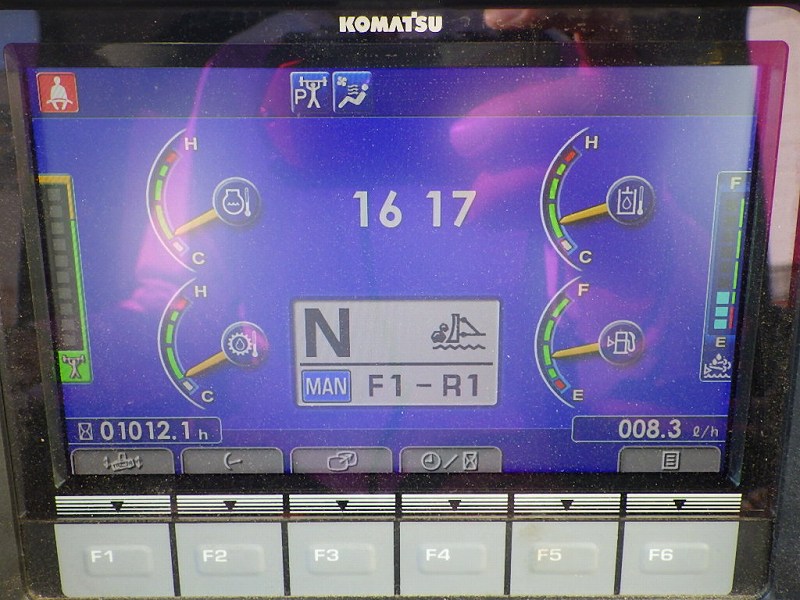 KOMATSU
P
H H
16 17 F
C C
H F
N
E
MAN F1 – R1
C E
01012.1 h 008.3 ℓ/h
F1 F2 F3 F4 F5 F6